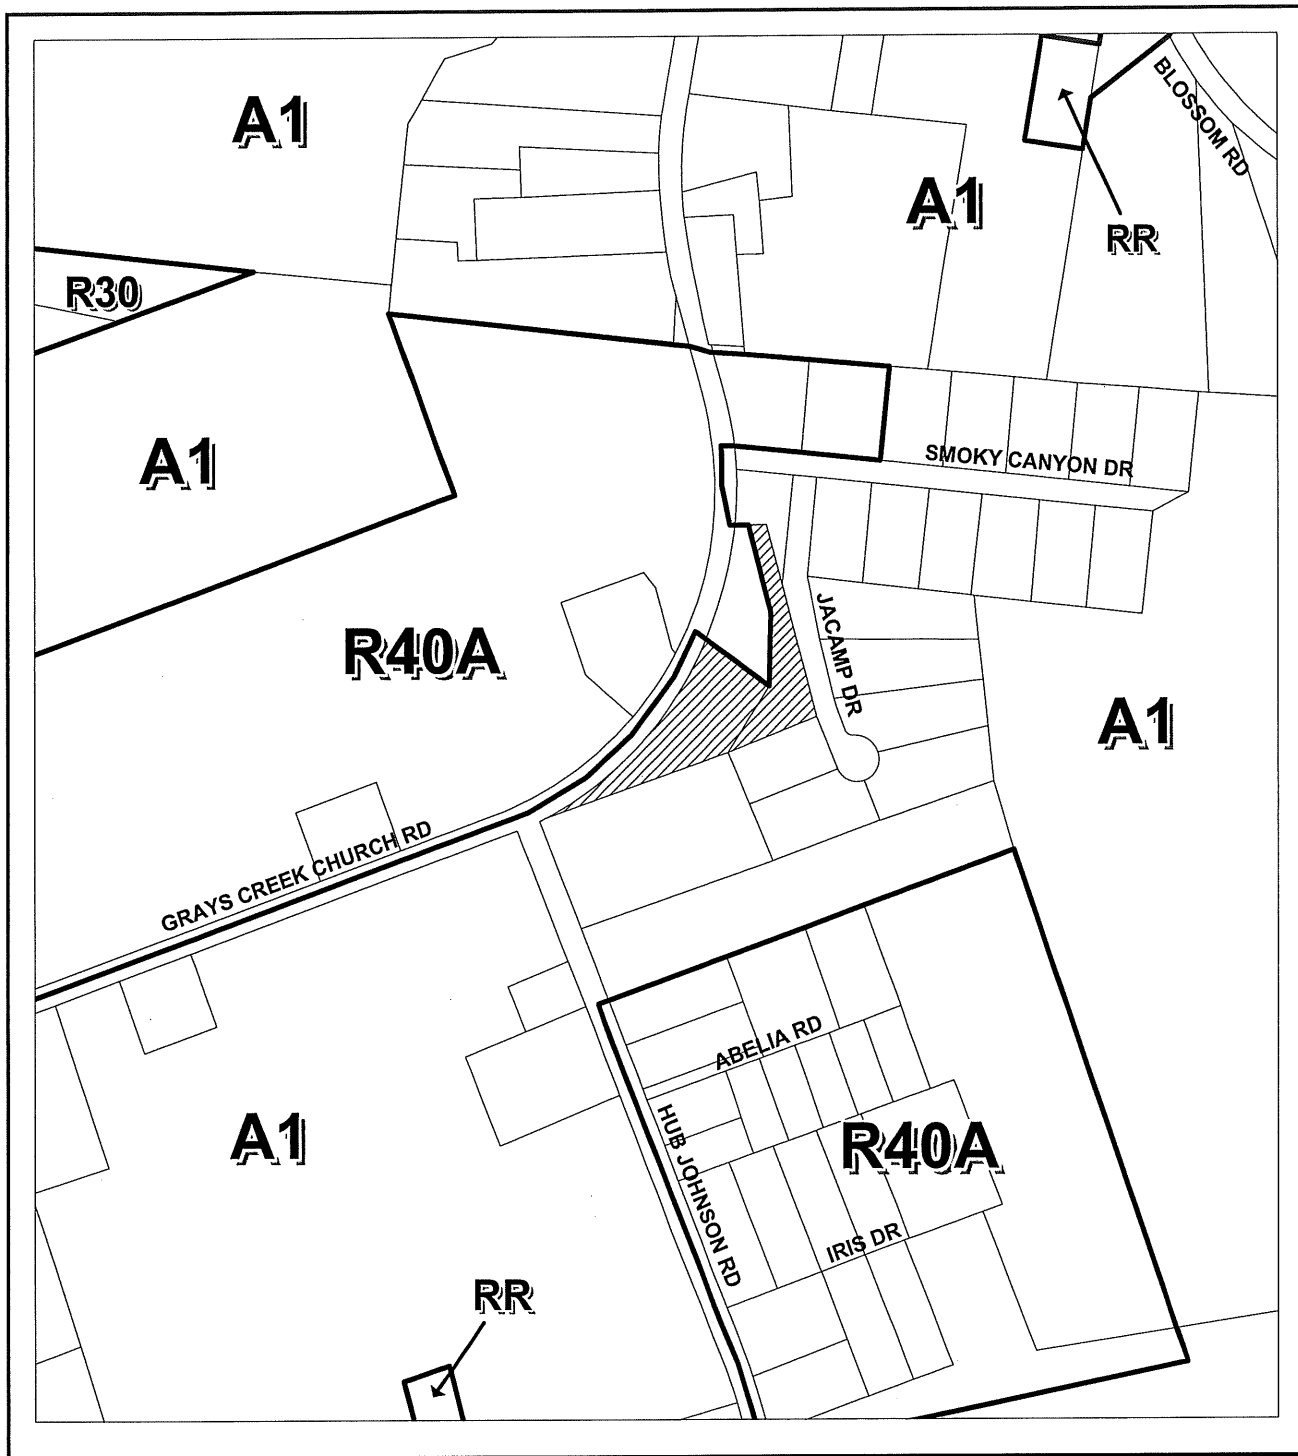 A1
BLOSSOM RD
A1
RR
R30
A1
SMOKY CANYON DR
R40A
JACAMP DR
A1
GRAYS CREEK CHURCH RD
ABELIA RD
A1
HUB JOHNSON RD
R40A
IRIS DR
RR